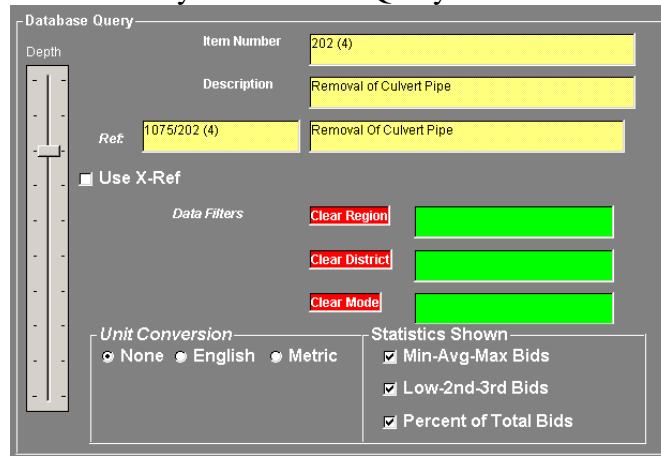 Database Query
Depth
Item Number
202 (4)
Description
Removal of Culvert Pipe
Ref:
1075/202 (4)
Removal Of Culvert Pipe
Use X-Ref
Data Filters
Clear Region
Clear District
Clear Mode
Unit Conversion
None English Metric
Statistics Shown
Min-Avg-Max Bids
Low-2nd-3rd Bids
Percent of Total Bids